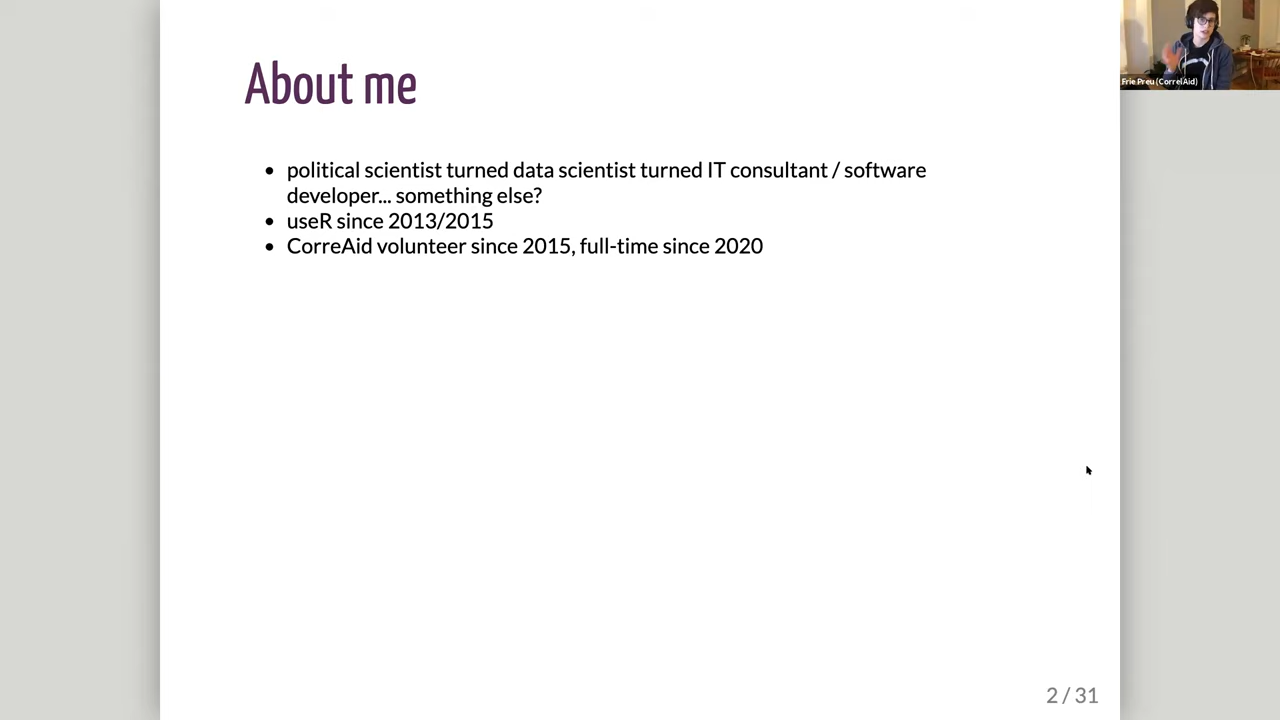 About me
Frie Preu (CorrelAid)
• political scientist turned data scientist turned IT consultant / software
developer... something else?
• useR since 2013/2015
• CorreAid volunteer since 2015, full-time since 2020
2 / 31